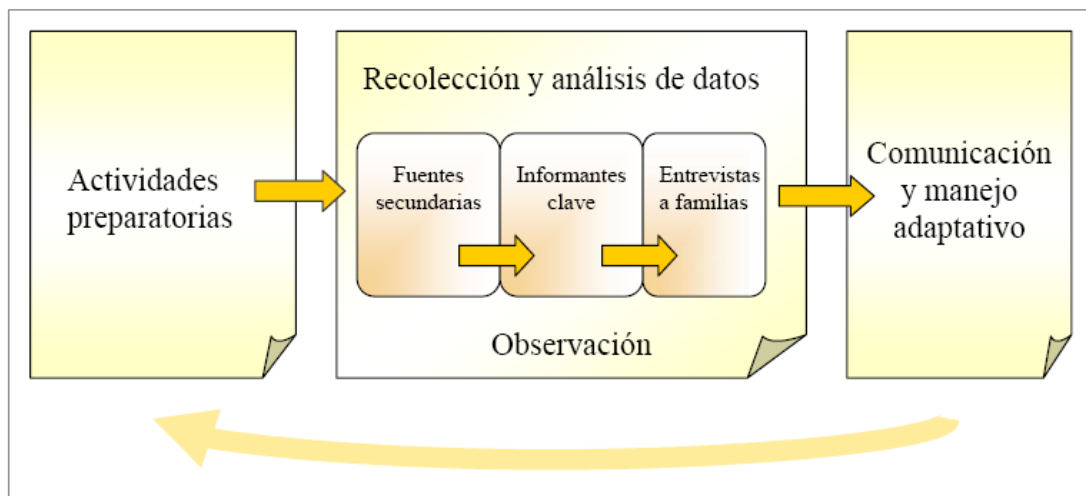 Actividades
preparatorias
Recolección y análisis de datos
Fuentes
secundarias
Informantes
clave
Entrevistas
a familias
Observación
Comunicación
y manejo
adaptativo